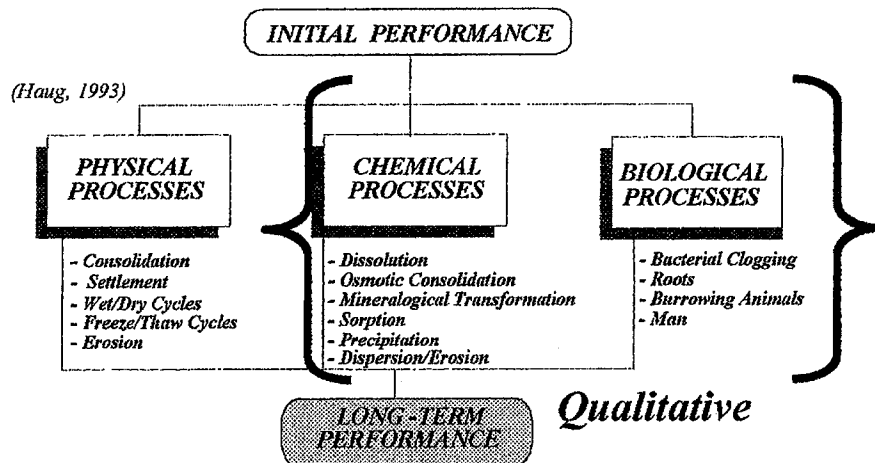 INITIAL PERFORMANCE
(Haug, 1993)
PHYSICAL
PROCESSES
- Consolidation
- Settlement
- Wet/Dry Cycles
- Freeze/Thaw Cycles
- Erosion
CHEMICAL
PROCESSES
- Dissolution
- Osmotic Consolidation
- Mineralogical Transformation
- Sorption
- Precipitation
- Dispersion/Erosion
BIOLOGICAL
PROCESSES
- Bacterial Clogging
- Roots
- Burrowing Animals
- Man
LONG-TERM
PERFORMANCE
Qualitative